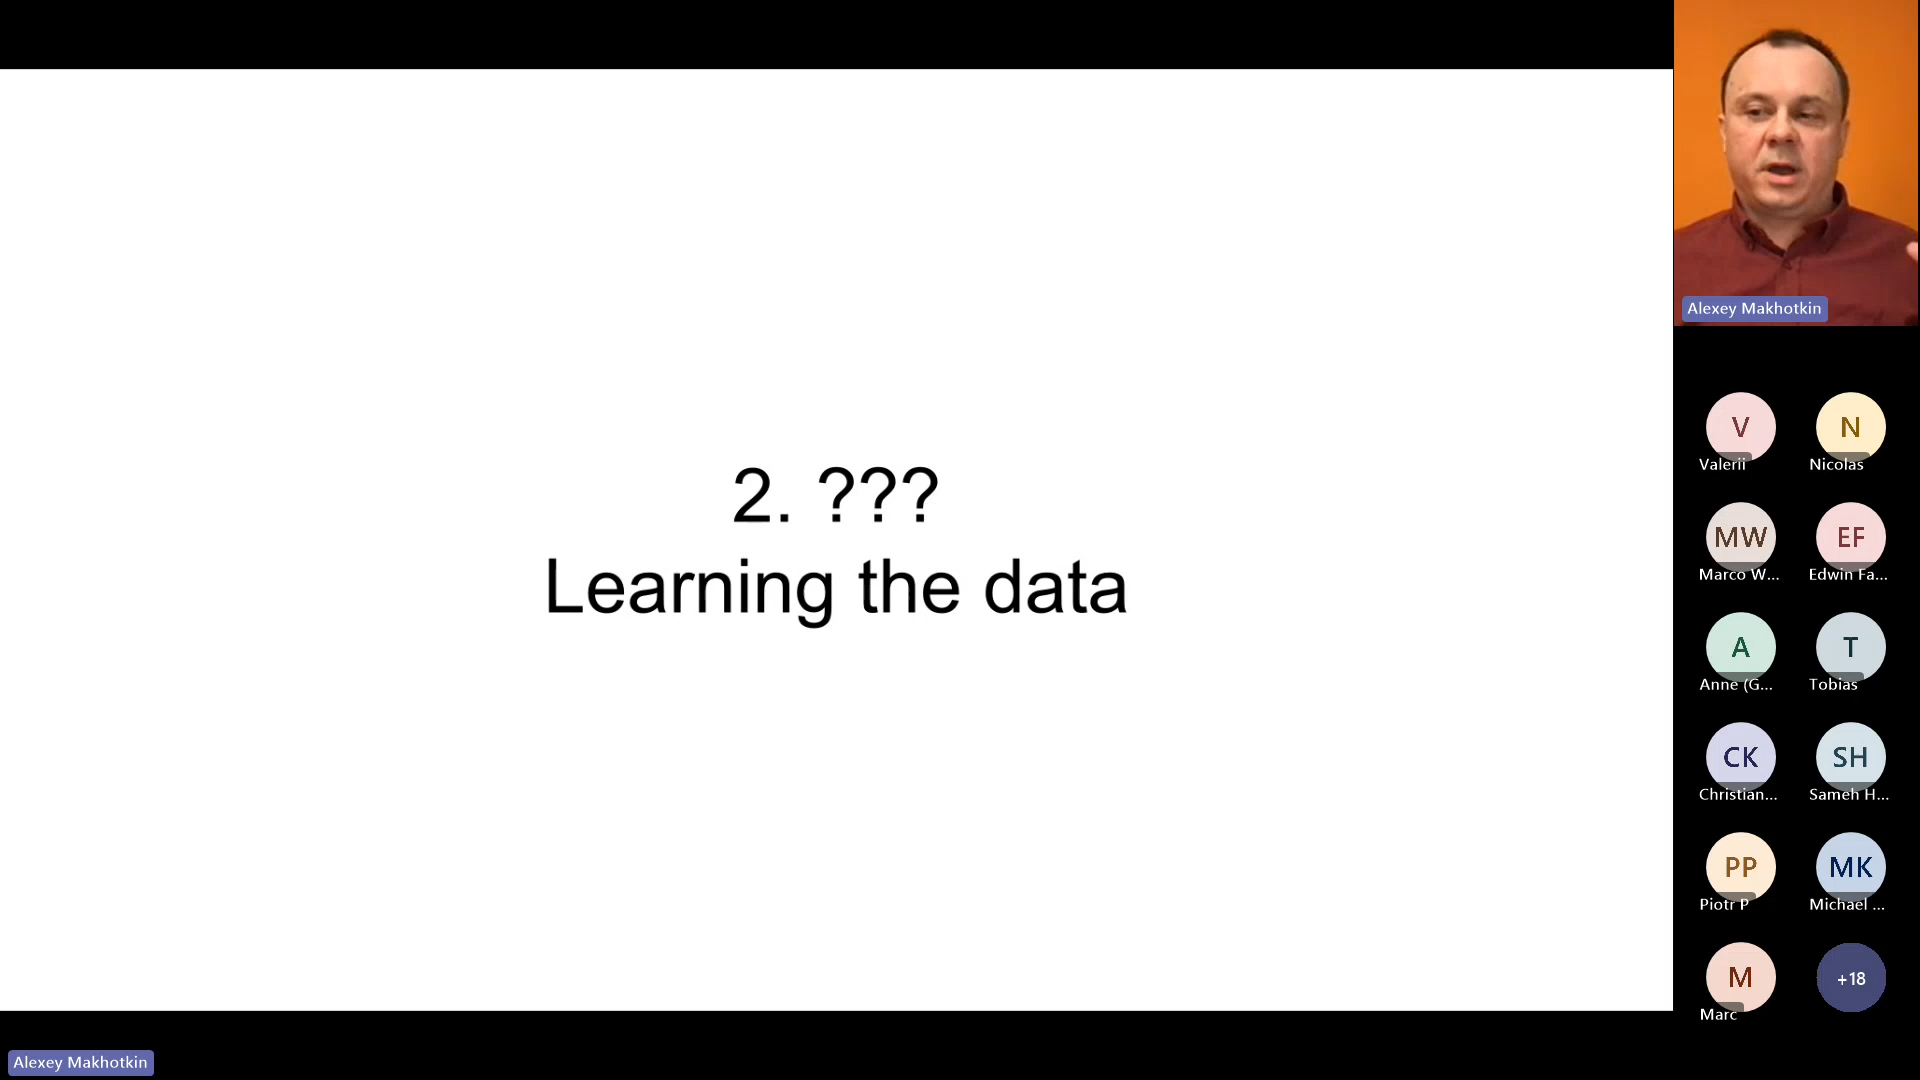 2. ???
Learning the data
Alexey Makhotkin
V
N
Valerii
Nicolas
MW
EF
Marco W...
Edwin Fa...
A
T
Anne (G...
Tobias
CK
SH
Christian...
Sameh H...
PP
MK
Piotr P
Michael ...
M
+18
Marc
Alexey Makhotkin